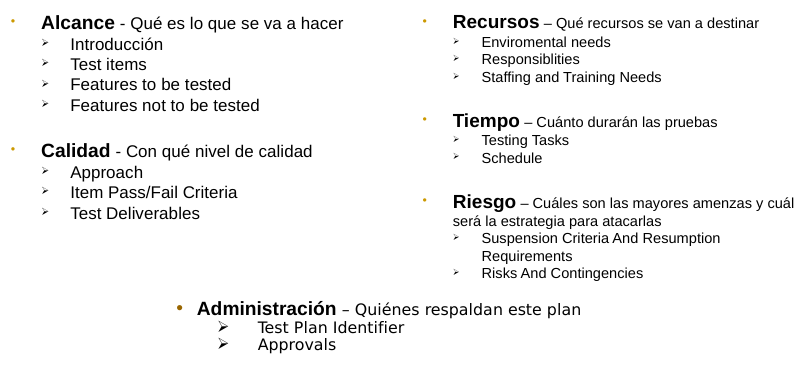 Alcance - Qué es lo que se va a hacer
Introducción
Test items
Features to be tested
Features not to be tested
Calidad - Con qué nivel de calidad
Approach
Item Pass/Fail Criteria
Test Deliverables
Recursos – Qué recursos se van a destinar
Enviromental needs
Responsiblities
Staffing and Training Needs
Tiempo – Cuánto durarán las pruebas
Testing Tasks
Schedule
Riesgo – Cuáles son las mayores amenzas y cuál
será la estrategia para atacarlas
Suspension Criteria And Resumption
Requirements
Risks And Contingencies
Administración – Quiénes respaldan este plan
Test Plan Identifier
Approvals